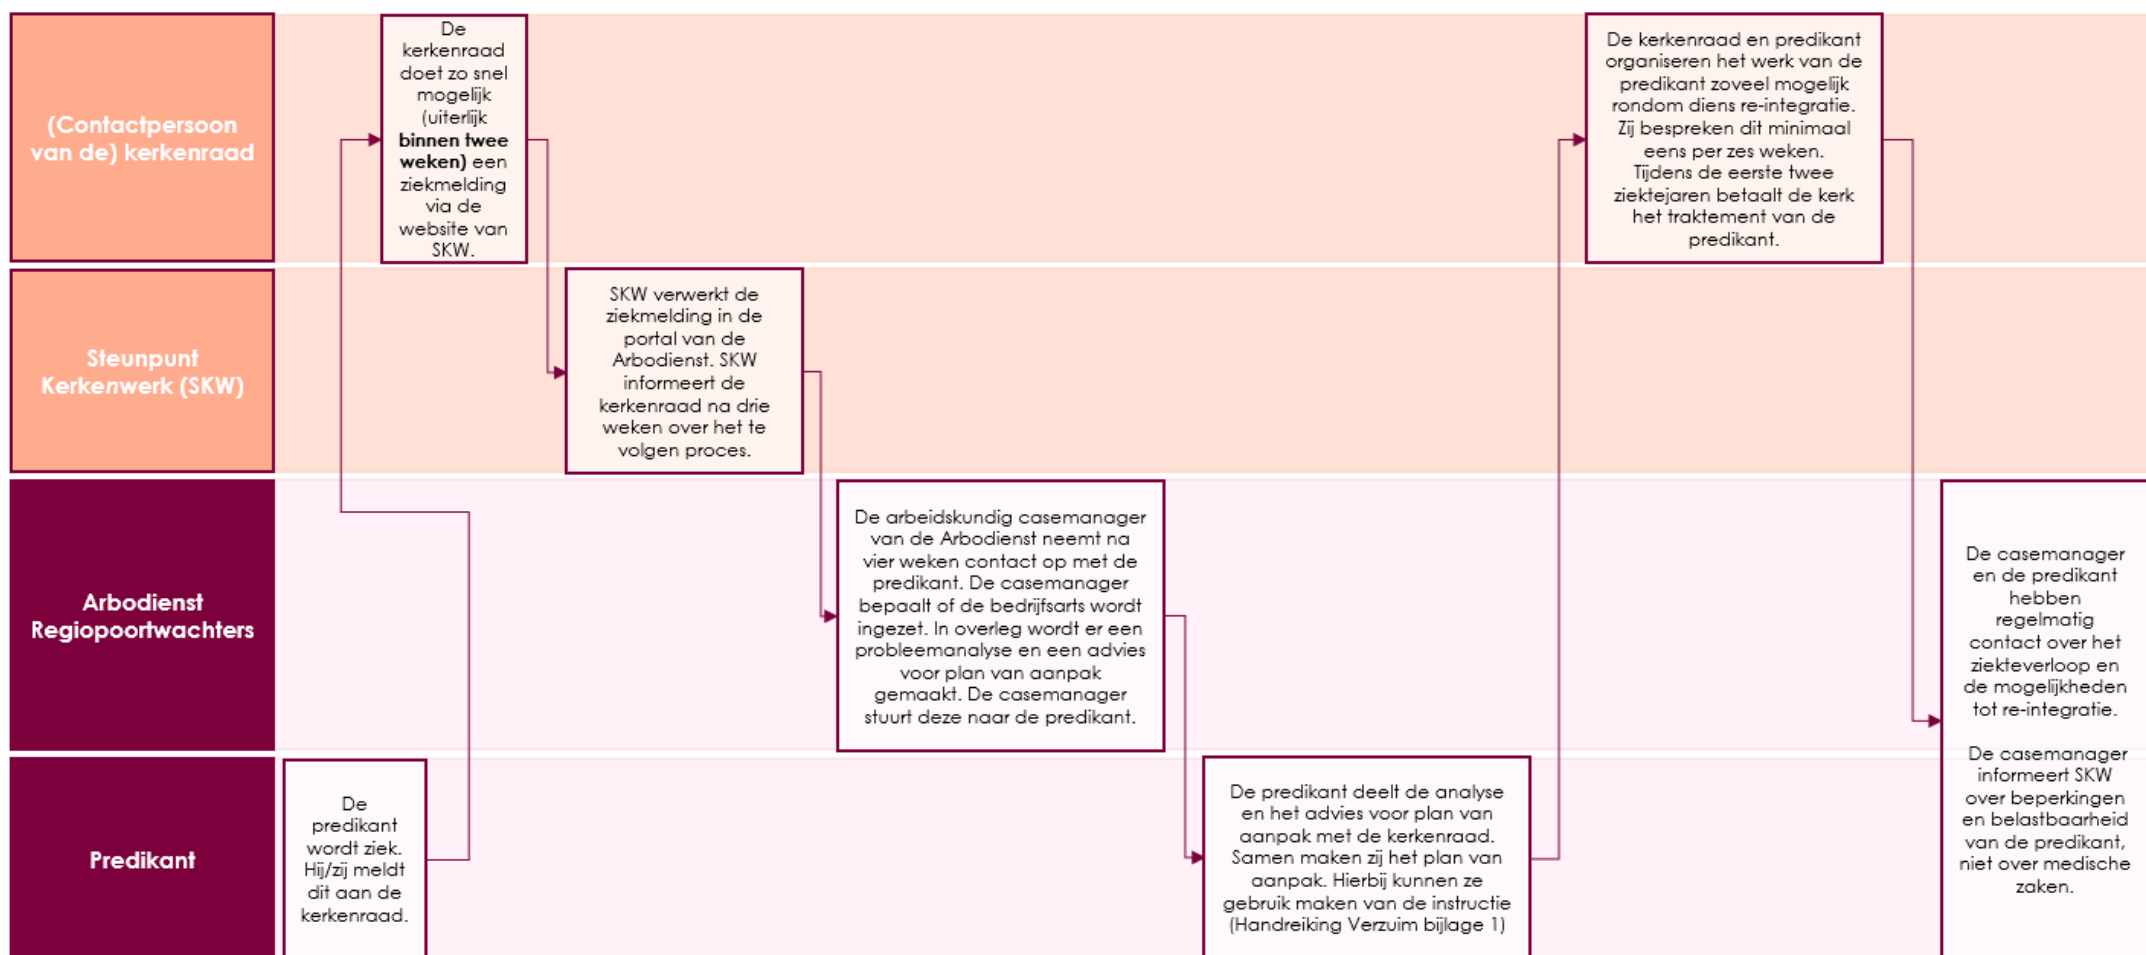 (Contactpersoon
van de) kerkenraad
De
kerkenraad
doet zo snel
mogelijk
(uiterlijk
binnen twee
weken) een
ziekmelding
via de
website van
SKW.
De kerkenraad en predikant
organiseren het werk van de
predikant zoveel mogelijk
rondom diens re-integratie.
Zij bespreken dit minimaal
eens per zes weken.
Tijdens de eerste twee
ziektejaren betaalt de kerk
het traktement van de
predikant.
Steunpunt
Kerkenwerk (SKW)
SKW verwerkt de
ziekmelding in de
portal van de
Arbodienst. SKW
informeert de
kerkenraad na drie
weken over het te
volgen proces.
Arbodienst
Regiopoortwachters
De arbeidskundig casemanager
van de Arbodienst neemt na
vier weken contact op met de
predikant. De casemanager
bepaalt of de bedrijfsarts wordt
ingezet. In overleg wordt er een
probleemanalyse en een advies
voor plan van aanpak
gemaakt. De casemanager
stuurt deze naar de predikant.
De casemanager
en de predikant
hebben
regelmatig
contact over het
ziekteverloop en
de mogelijkheden
tot re-integratie.
De casemanager
informeert SKW
over beperkingen
en belastbaarheid
van de predikant,
niet over medische
zaken.
Predikant
De
predikant
wordt ziek.
Hij/zij meldt
dit aan de
kerkenraad.
De predikant deelt de analyse
en het advies voor plan van
aanpak met de kerkenraad.
Samen maken zij het plan van
aanpak. Hierbij kunnen ze
gebruik maken van de instructie
(Handreiking Verzuim bijlage 1)